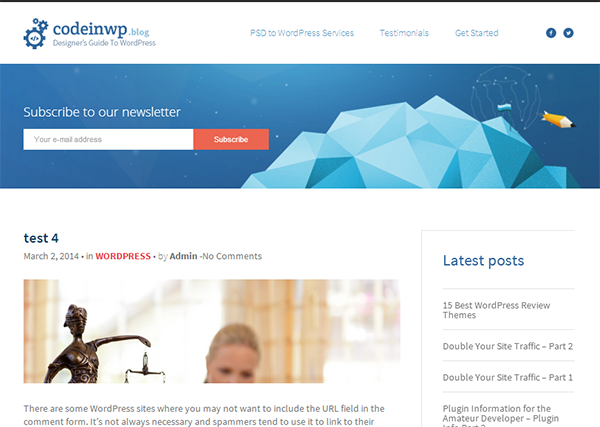 codeinwp.blog
Designer's Guide To WordPress
PSD to WordPress Services
Testimonials
Get Started
Subscribe to our newsletter
Your e-mail address
Subscribe
test 4
March 2, 2014 • in WORDPRESS • by Admin -No Comments
There are some WordPress sites where you may not want to include the URL field in the
comment form. It's not always necessary and spammers tend to use it to link to their
Latest posts
15 Best WordPress Review
Themes
Double Your Site Traffic – Part 2
Double Your Site Traffic – Part 1
Plugin Information for the
Amateur Developer – Plugin
Info Part 2